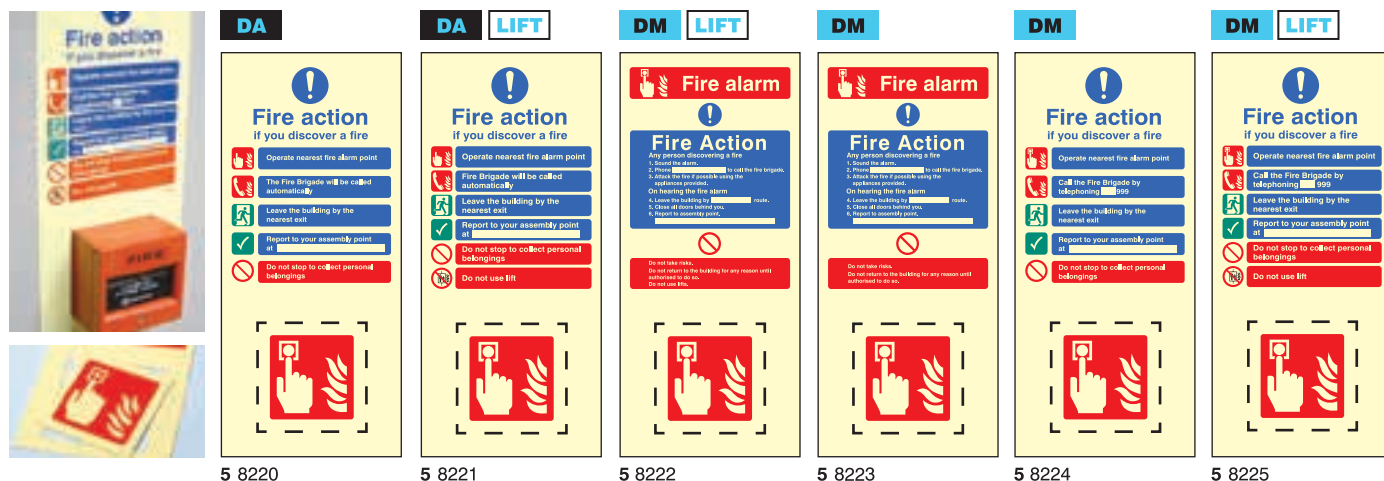 Fire action
if you discover a fire
FIRE
DA
Fire action
if you discover a fire
Operate nearest fire alarm point
The Fire Brigade will be called
automatically
Leave the building by the
nearest exit
Report to your assembly point
at
Do not stop to collect personal
belongings
5 8220
DA LIFT
Fire action
if you discover a fire
Operate nearest fire alarm point
Fire Brigade will be called
automatically
Leave the building by the
nearest exit
Report to your assembly point
at
Do not stop to collect personal
belongings
Do not use lift
5 8221
DM LIFT
Fire alarm
Fire Action
Any person discovering a fire
1. Sound the alarm.
2. Phone to call the fire brigade.
3. Attack the fire if possible using the
appliances provided.
On hearing the fire alarm
4. Leave the building by route.
5. Close all doors behind you.
6. Report to assembly point,
Do not take risks.
Do not return to the building for any reason until
authorised to do so.
Do not use lifts.
5 8222
DM
Fire alarm
Fire Action
Any person discovering a fire
1. Sound the alarm.
2. Phone to call the fire brigade.
3. Attack the fire if possible using the
appliances provided.
On hearing the fire alarm
4. Leave the building by route.
5. Close all doors behind you.
6. Report to assembly point,
Do not take risks.
Do not return to the building for any reason until
authorised to do so.
5 8223
DM
Fire action
if you discover a fire
Operate nearest fire alarm point
Call the Fire Brigade by
telephoning 999
Leave the building by the
nearest exit
Report to your assembly point
at
Do not stop to collect personal
belongings
5 8224
DM LIFT
Fire action
if you discover a fire
Operate nearest fire alarm point
Call the Fire Brigade by
telephoning 999
Leave the building by the
nearest exit
Report to your assembly point
at
Do not stop to collect personal
belongings
Do not use lift
5 8225